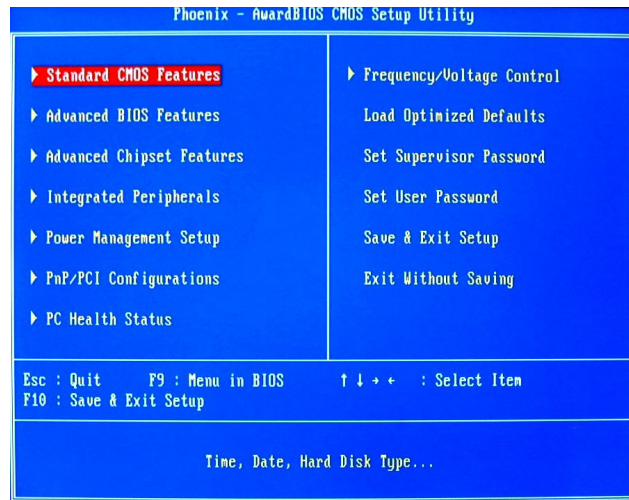 Phoenix - AwardBIOS CMOS Setup Utility
Standard CMOS Features
Advanced BIOS Features
Advanced Chipset Features
Integrated Peripherals
Power Management Setup
PnP/PCI Configurations
PC Health Status
Frequency/Voltage Control
Load Optimized Defaults
Set Supervisor Password
Set User Password
Save & Exit Setup
Exit Without Saving
Esc : Quit F9 : Menu in BIOS ↑ ↓ → ← : Select Item
F10 : Save & Exit Setup
Time, Date, Hard Disk Type...